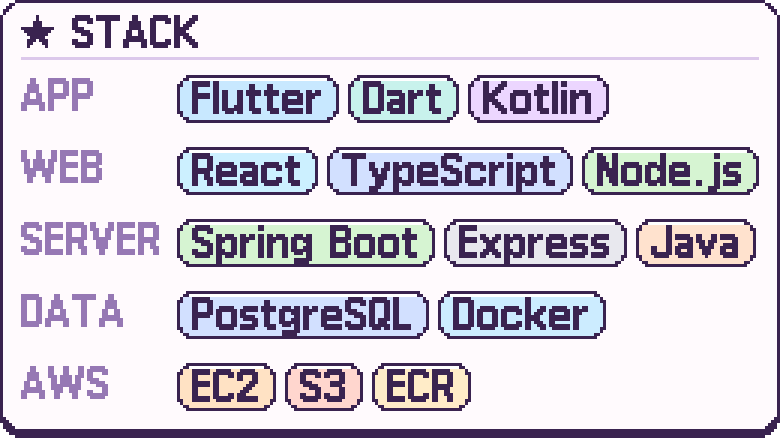 ★ STACK
APP Flutter Dart Kotlin
WEB React TypeScript Node.js
SERVER Spring Boot Express Java
DATA PostgreSQL Docker
AWS EC2 S3 ECR